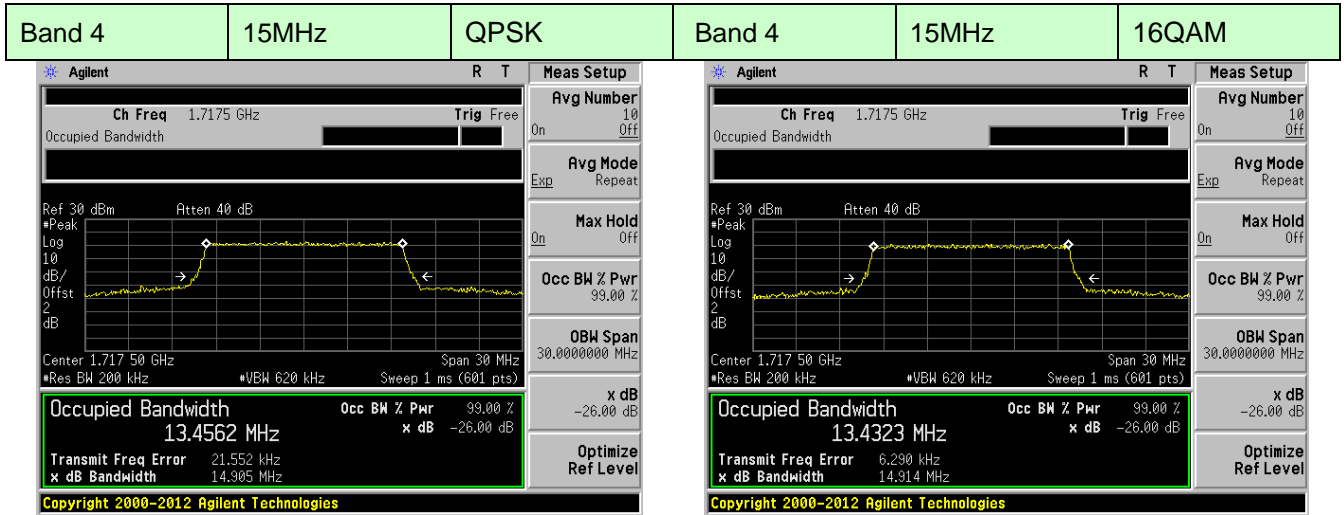 Band 4 15MHz QPSK Band 4 15MHz 16QAM
Agilent R T Meas Setup
Ch Freq 1.7175 GHz Trig Free
Occupied Bandwidth
Ref 30 dBm Atten 40 dB
#Peak
Log
10
dB/
Offst
2
dB
Center 1.717 50 GHz Span 30 MHz
#Res BW 200 kHz #VBW 620 kHz Sweep 1 ms (601 pts)
Occupied Bandwidth Occ BW % Pwr 99.00 %
13.4562 MHz x dB -26.00 dB
Transmit Freq Error 21.552 kHz
x dB Bandwidth 14.905 MHz
Copyright 2000-2012 Agilent Technologies
Avg Number
10
On Off
Avg Mode
Exp Repeat
Max Hold
On Off
Occ BW % Pwr
99.00 %
OBW Span
30.0000000 MHz
x dB
-26.00 dB
Optimize
Ref Level
Agilent R T Meas Setup
Ch Freq 1.7175 GHz Trig Free
Occupied Bandwidth
Ref 30 dBm Atten 40 dB
#Peak
Log
10
dB/
Offst
2
dB
Center 1.717 50 GHz Span 30 MHz
#Res BW 200 kHz #VBW 620 kHz Sweep 1 ms (601 pts)
Occupied Bandwidth Occ BW % Pwr 99.00 %
13.4323 MHz x dB -26.00 dB
Transmit Freq Error 6.290 kHz
x dB Bandwidth 14.914 MHz
Copyright 2000-2012 Agilent Technologies
Avg Number
10
On Off
Avg Mode
Exp Repeat
Max Hold
On Off
Occ BW % Pwr
99.00 %
OBW Span
30.0000000 MHz
x dB
-26.00 dB
Optimize
Ref Level